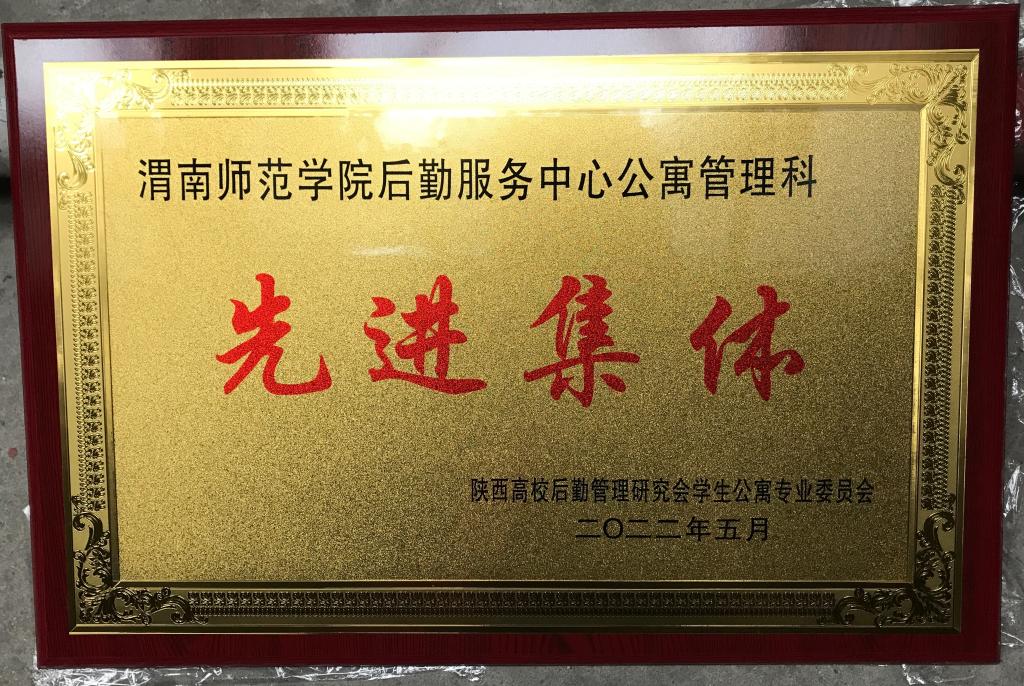 渭南师范学院后勤服务中心公寓管理科
先进集体
陕西高校后勤管理研究会学生公寓专业委员会
二〇二二年五月